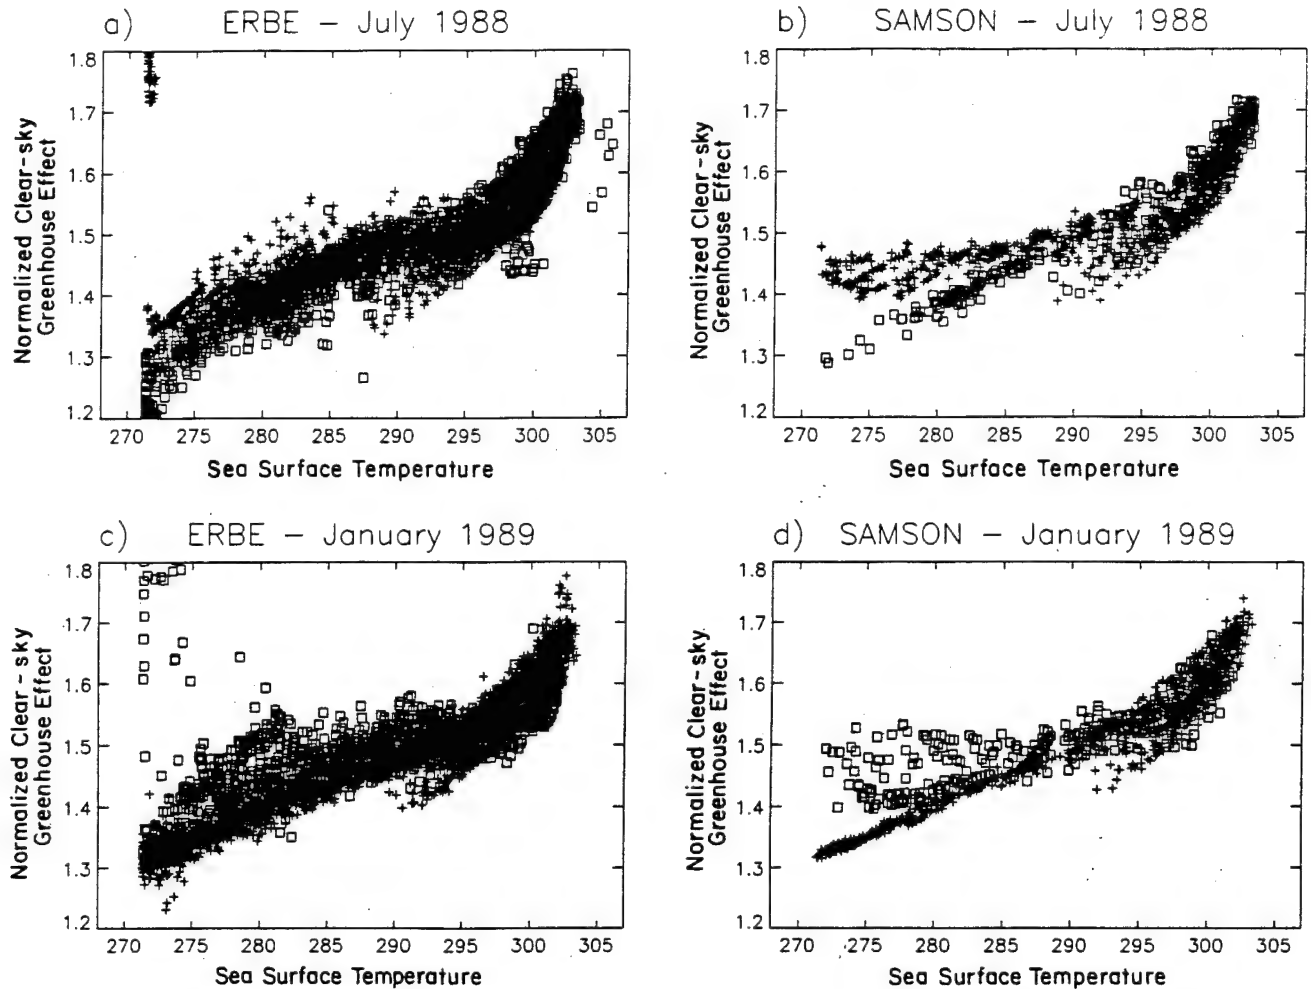 a) ERBE – July 1988
1.8
1.7
1.6
1.5
1.4
1.3
1.2
Normalized Clear-sky
Greenhouse Effect
270 275 280 285 290 295 300 305
Sea Surface Temperature
b) SAMSON – July 1988
1.8
1.7
1.6
1.5
1.4
1.3
1.2
Normalized Clear-sky
Greenhouse Effect
270 275 280 285 290 295 300 305
Sea Surface Temperature
c) ERBE – January 1989
1.8
1.7
1.6
1.5
1.4
1.3
1.2
Normalized Clear-sky
Greenhouse Effect
270 275 280 285 290 295 300 305
Sea Surface Temperature
d) SAMSON – January 1989
1.8
1.7
1.6
1.5
1.4
1.3
1.2
Normalized Clear-sky
Greenhouse Effect
270 275 280 285 290 295 300 305
Sea Surface Temperature